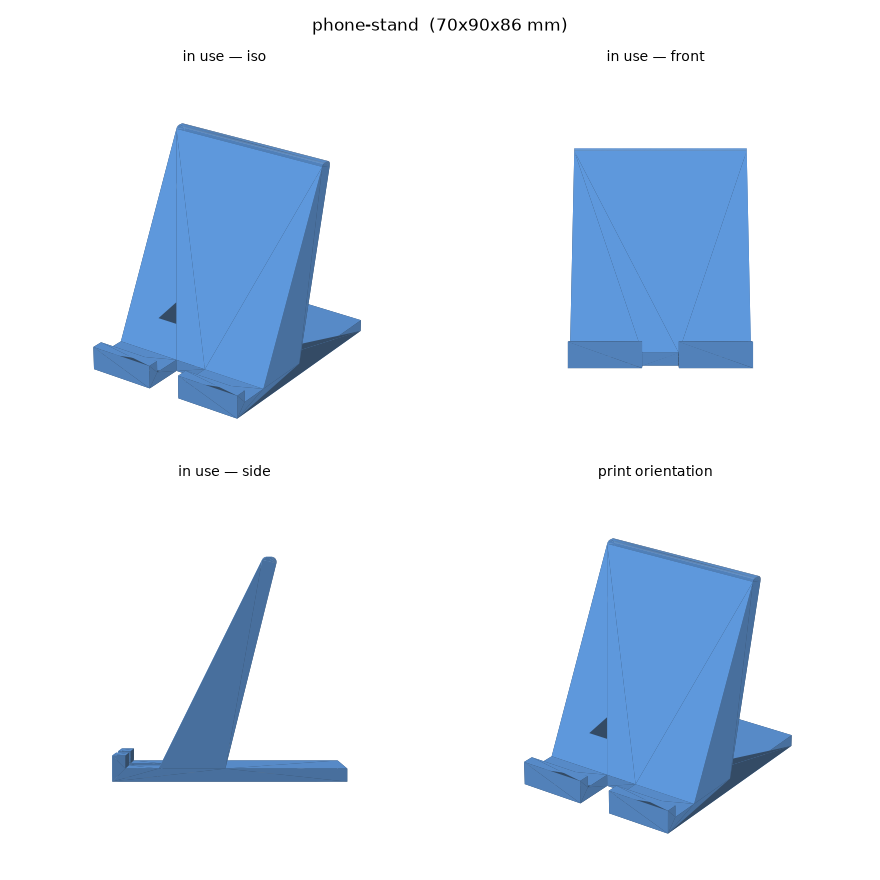 phone-stand (70x90x86 mm)
in use — iso
in use — front
in use — side
print orientation